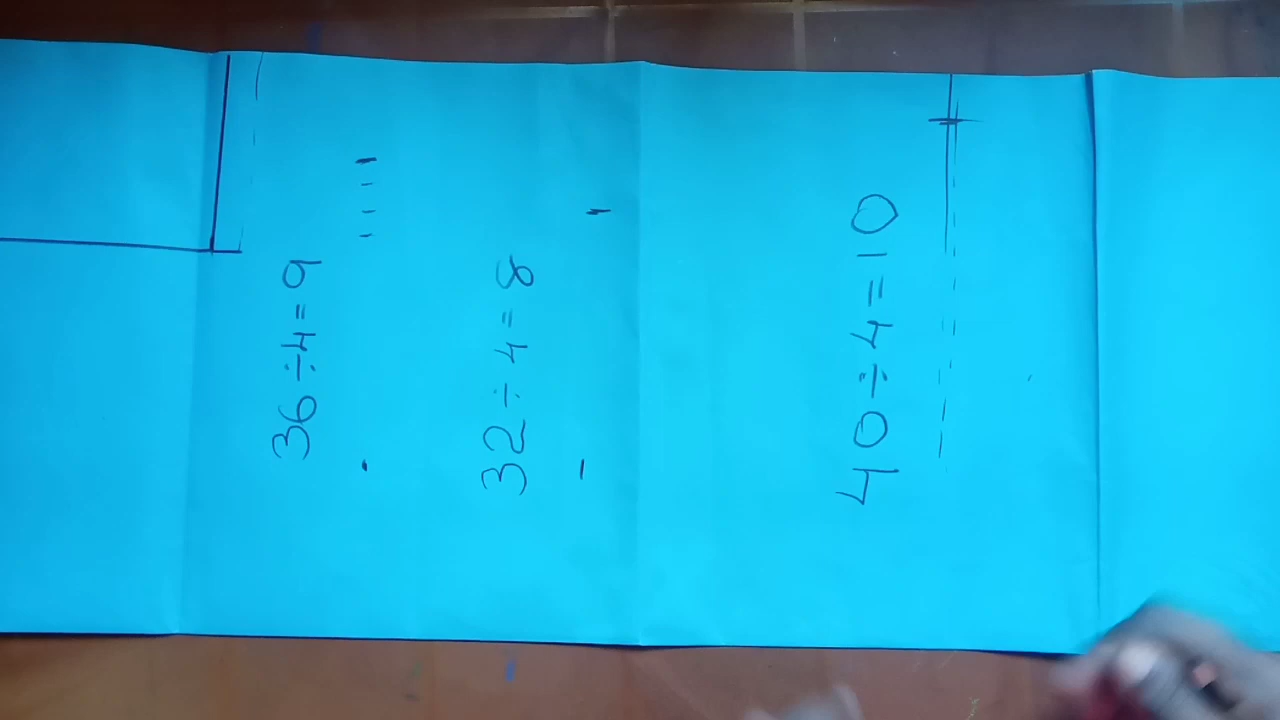 36 ÷ 4 = 9
32 ÷ 4 = 8
40 ÷ 4 = 10